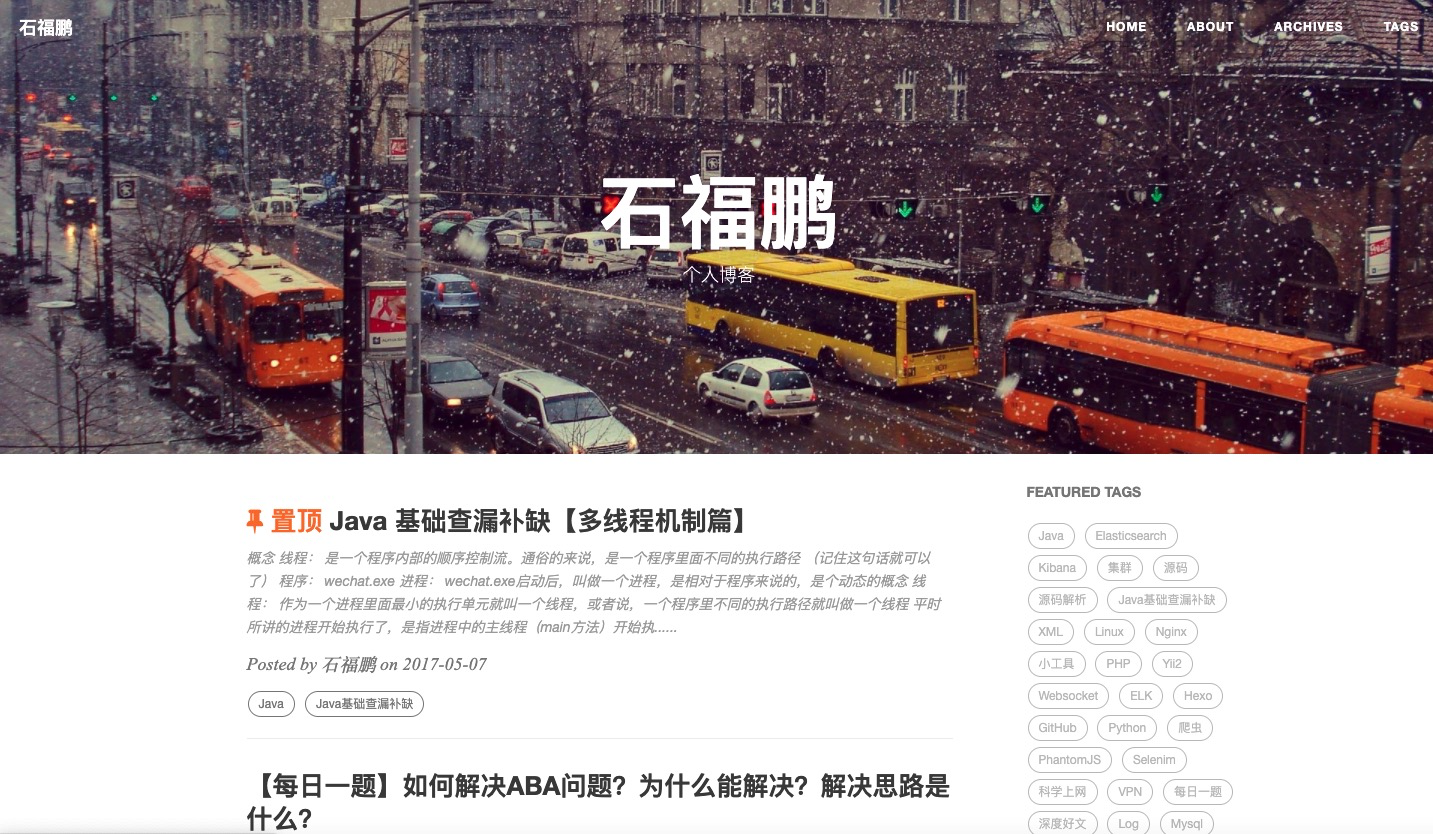 石福鹏
HOME ABOUT ARCHIVES TAGS
石福鹏
个人博客
置顶 Java 基础查漏补缺【多线程机制篇】
概念 线程： 是一个程序内部的顺序控制流。通俗的来说，是一个程序里面不同的执行路径 （记住这句话就可以
了） 程序： wechat.exe 进程： wechat.exe启动后，叫做一个进程，是相对于程序来说的，是个动态的概念 线
程： 作为一个进程里面最小的执行单元就叫一个线程，或者说，一个程序里不同的执行路径就叫做一个线程 平时
所讲的进程开始执行了，是指进程中的主线程（main方法）开始执......
Posted by 石福鹏 on 2017-05-07
Java Java基础查漏补缺
【每日一题】如何解决ABA问题？为什么能解决？解决思路是
什么？
FEATURED TAGS
Java Elasticsearch
Kibana 集群 源码
源码解析 Java基础查漏补缺
XML Linux Nginx
小工具 PHP Yii2
Websocket ELK Hexo
GitHub Python 爬虫
PhantomJS Selenim
科学上网 VPN 每日一题
深度好文 Log Mysql